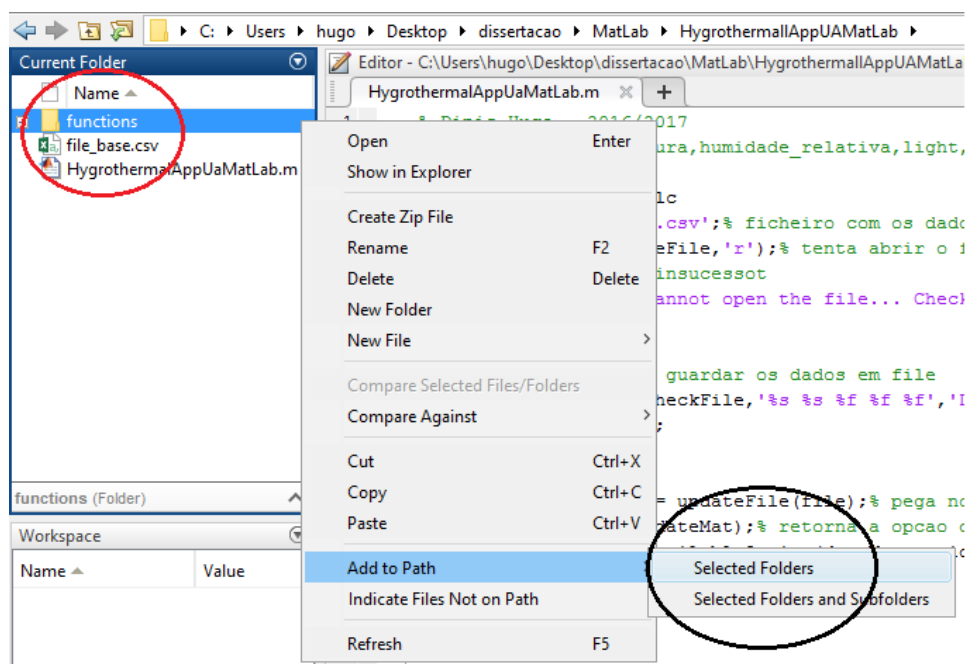 C: Users hugo Desktop dissertacao MatLab HygrothermallAppUAMatLab
Current Folder
Editor - C:\Users\hugo\Desktop\dissertacao\MatLab\HygrothermallAppUAMatLa
Name
HygrothermalAppUaMatLab.m
functions
file_base.csv
HygrothermalAppUaMatLab.m
1 2016/2017
ura,humidade_relativa,light,
lc
.csv';% ficheiro com os dado
eFile,'r');% tenta abrir o f
insucessot
annot open the file... Check
guardar os dados em file
heckFile,'%s %s %f %f %f','
;
= updateFile(file);% pega no
dateMat);% retorna a opcao
Open Enter
Show in Explorer
Create Zip File
Rename F2
Delete Delete
New Folder
New File
Compare Selected Files/Folders
Compare Against
Cut Ctrl+X
Copy Ctrl+C
Paste Ctrl+V
Add to Path
Indicate Files Not on Path
Refresh F5
Selected Folders
Selected Folders and Subfolders
functions (Folder)
Workspace
Name Value